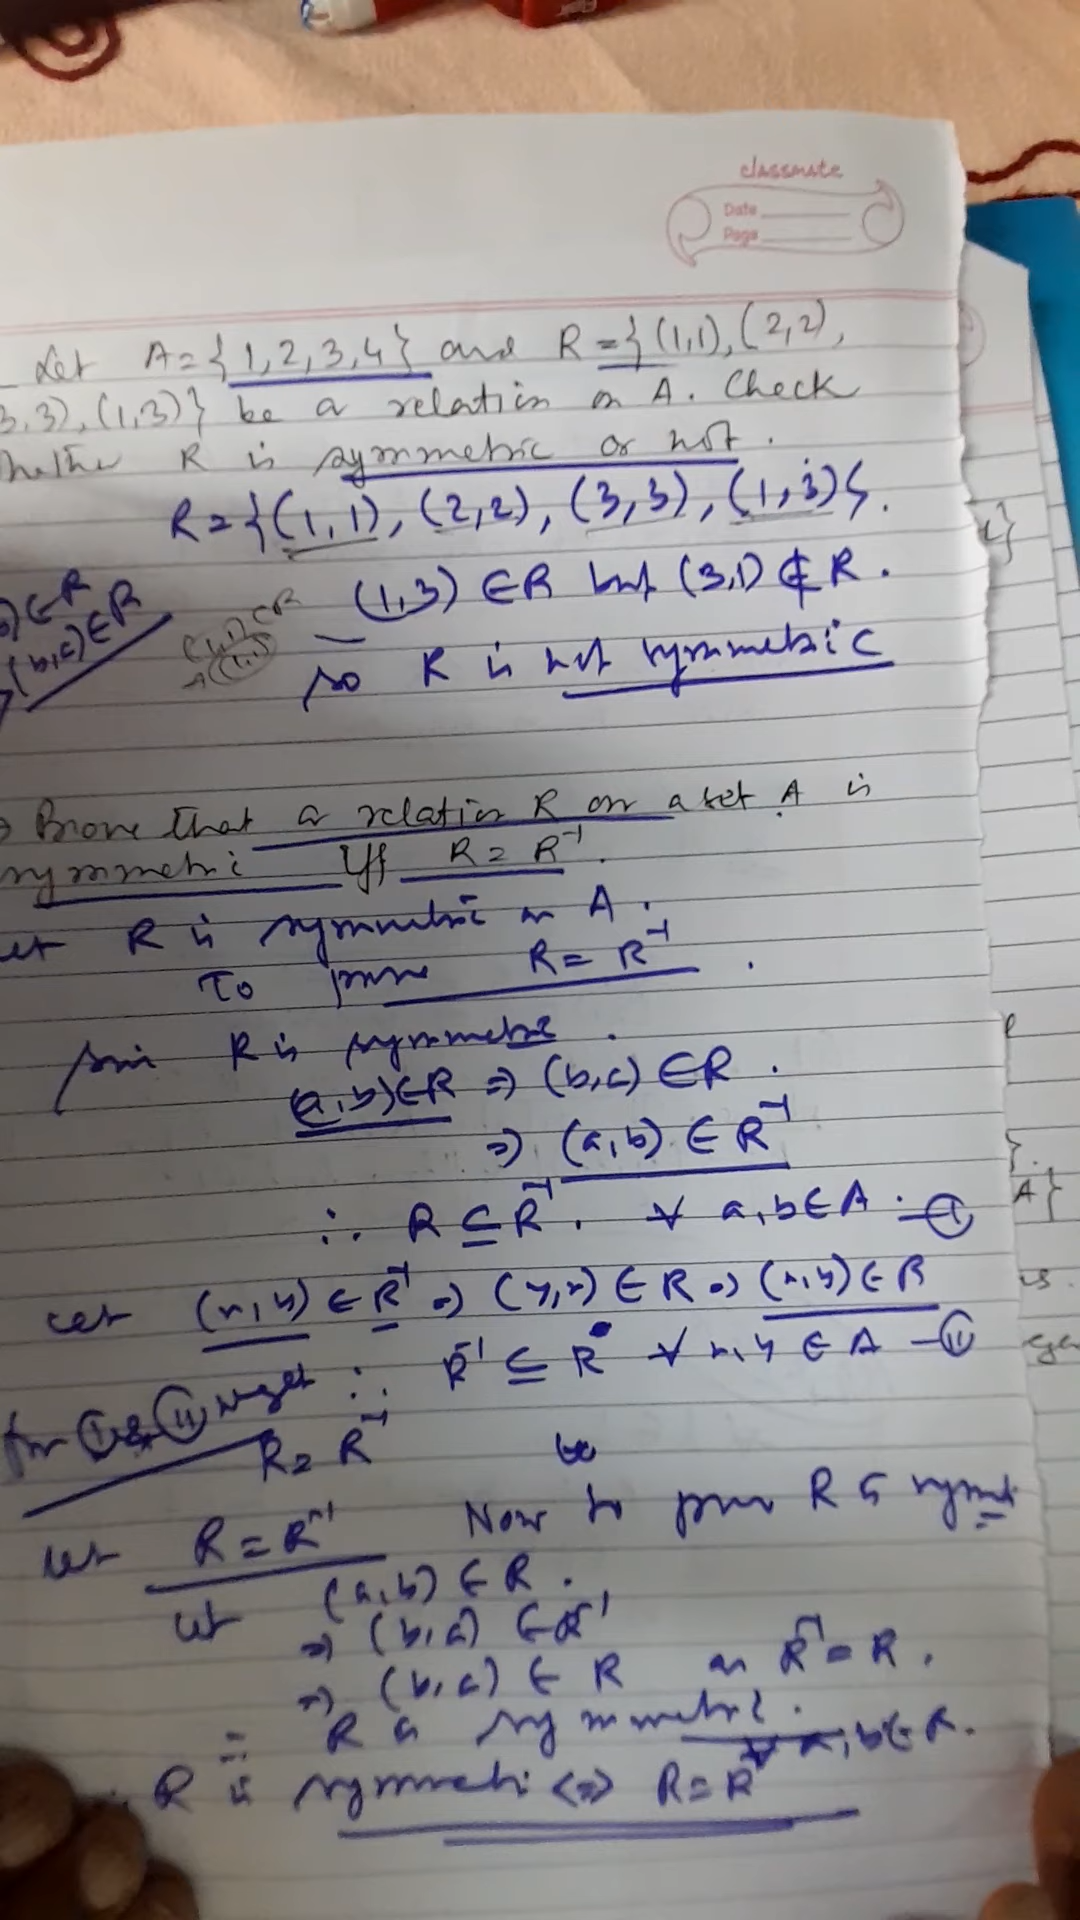 classmate
Date
Page
Let A={1,2,3,4} and R={(1,1),(2,2),
3,3),(1,3)} be a relation on A. Check
hether R is symmetric or not.
R={(1,1),(2,2),(3,3),(1,3)}.
)∈R
(b,a)∈R
(1,3) ∈R but (3,1) ∉ R.
so R is not symmetric
Prove that a relation R on a set A is
symmetric iff R = R⁻¹.
et R is symmetric on A.
To prove R = R⁻¹.
Sin R is symmetric.
(a,b)∈R ⇒ (b,a) ∈R.
⇒ (a,b) ∈ R⁻¹
∴ R ⊆ R⁻¹. ∀ a,b∈A. —(I)
Let (x,y) ∈ R⁻¹ ⇒ (y,x) ∈ R ⇒ (x,y) ∈ R
∴ R⁻¹ ⊆ R ∀ x,y ∈ A —(II)
from (I) & (II) we get
R = R⁻¹
Let R = R⁻¹ Now to prove R is symmt
Let (a,b) ∈ R.
⇒ (b,a) ∈ R⁻¹
⇒ (b,a) ∈ R as R⁻¹ = R.
∴ R is symmetric.
∀ a,b∈R.
R is symmetric ⇔ R = R⁻¹